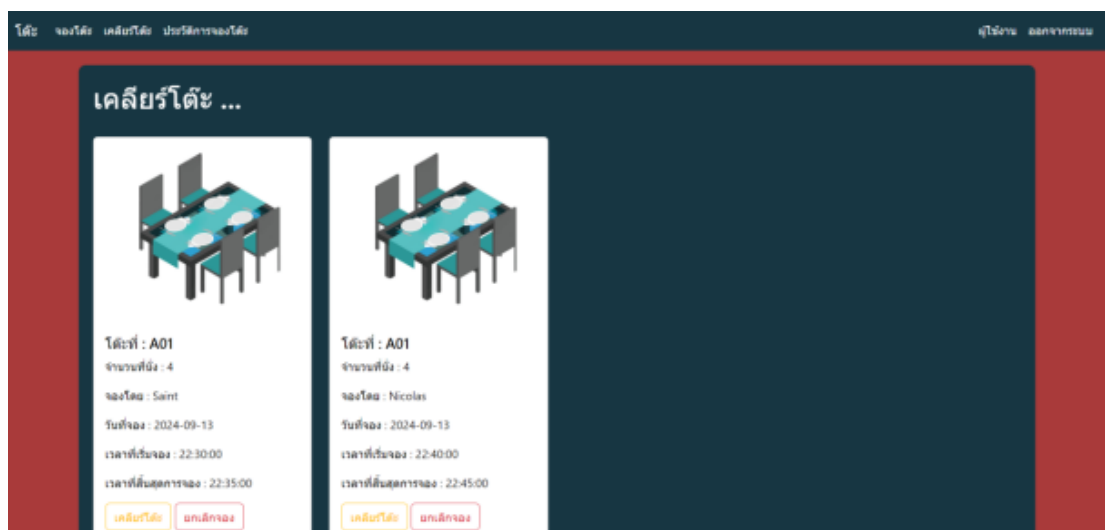 โต๊ะ จองโต๊ะ เคลียร์โต๊ะ ประวัติการจองโต๊ะ ผู้ใช้งาน ออกจากระบบ
เคลียร์โต๊ะ ...
โต๊ะที่ : A01
จำนวนที่นั่ง : 4
จองโดย : Saint
วันที่จอง : 2024-09-13
เวลาที่เริ่มจอง : 22:30:00
เวลาที่สิ้นสุดการจอง : 22:35:00
เคลียร์โต๊ะ ยกเลิกจอง
โต๊ะที่ : A01
จำนวนที่นั่ง : 4
จองโดย : Nicolas
วันที่จอง : 2024-09-13
เวลาที่เริ่มจอง : 22:40:00
เวลาที่สิ้นสุดการจอง : 22:45:00
เคลียร์โต๊ะ ยกเลิกจอง